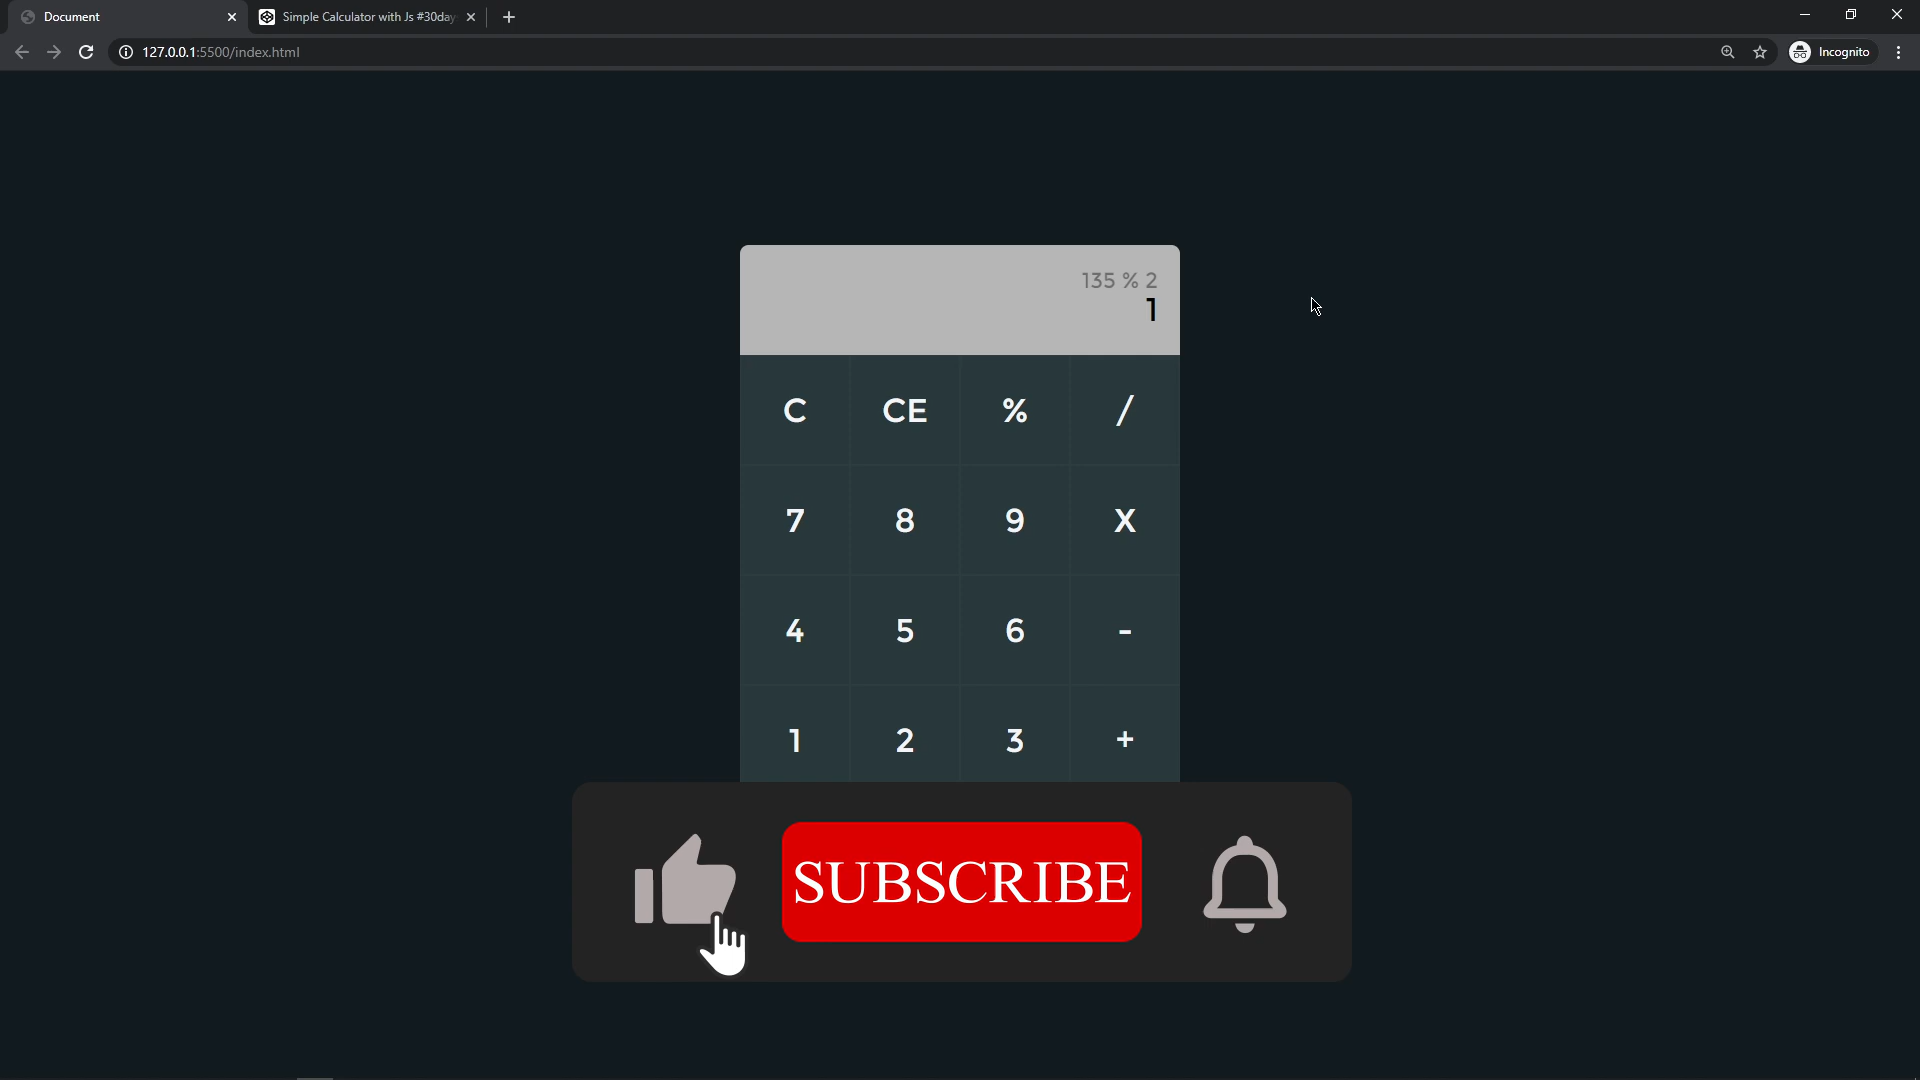 Document
Simple Calculator with Js #30day
127.0.0.1:5500/index.html
Incognito
135 % 2
1
C CE % /
7 8 9 X
4 5 6 -
1 2 3 +
SUBSCRIBE